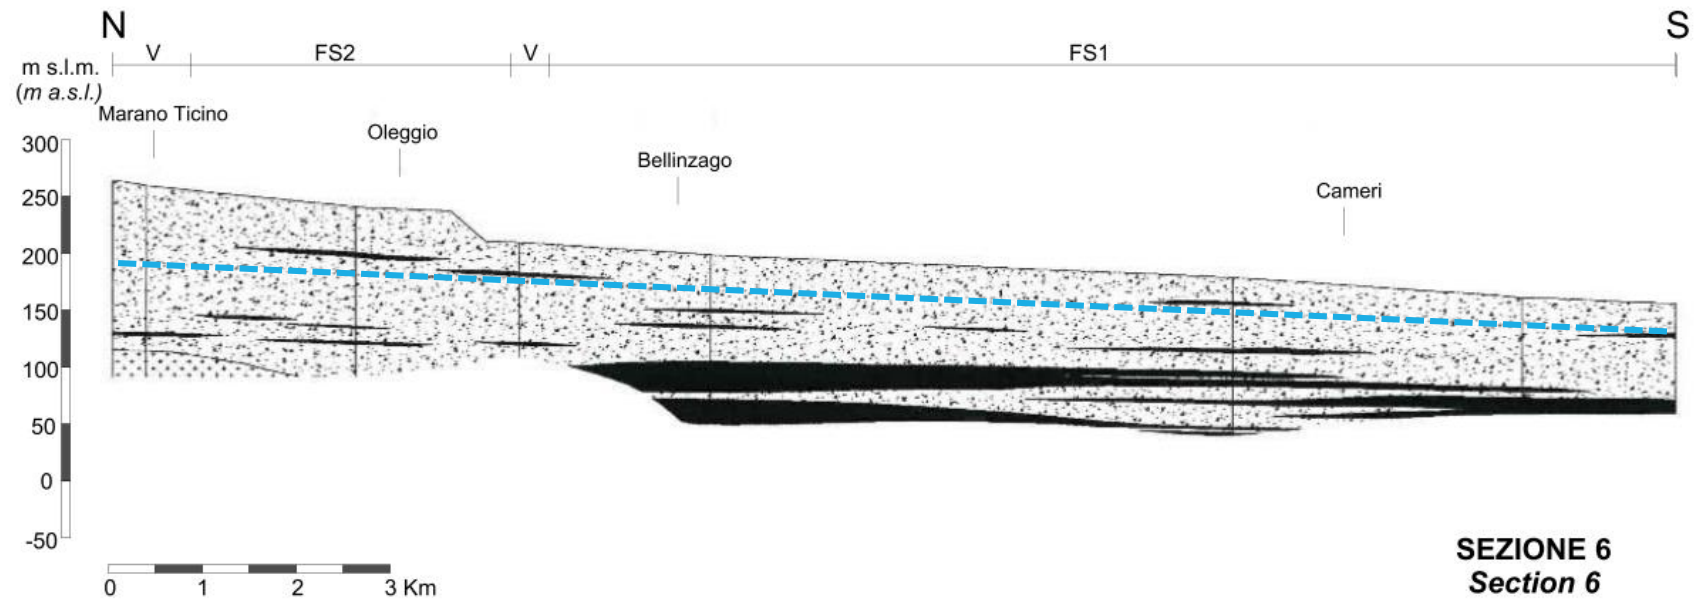 N
S
V
FS2
V
FS1
m s.l.m.
(m a.s.l.)
Marano Ticino
Oleggio
Bellinzago
Cameri
300
250
200
150
100
50
0
-50
0 1 2 3 Km
SEZIONE 6
Section 6